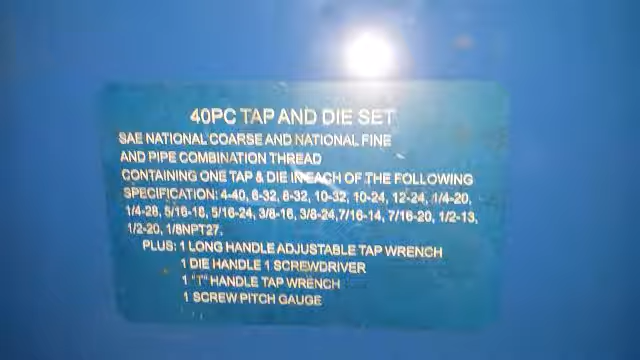 40PC TAP AND DIE SET
SAE NATIONAL COARSE AND NATIONAL FINE
AND PIPE COMBINATION THREAD
CONTAINING ONE TAP & DIE IN EACH OF THE FOLLOWING
SPECIFICATION: 4-40, 6-32, 8-32, 10-32, 10-24, 12-24, 1/4-20,
1/4-28, 5/16-18, 5/16-24, 3/8-16, 3/8-24,7/16-14, 7/16-20, 1/2-13,
1/2-20, 1/8NPT27.
PLUS: 1 LONG HANDLE ADJUSTABLE TAP WRENCH
1 DIE HANDLE 1 SCREWDRIVER
1 "T" HANDLE TAP WRENCH
1 SCREW PITCH GAUGE